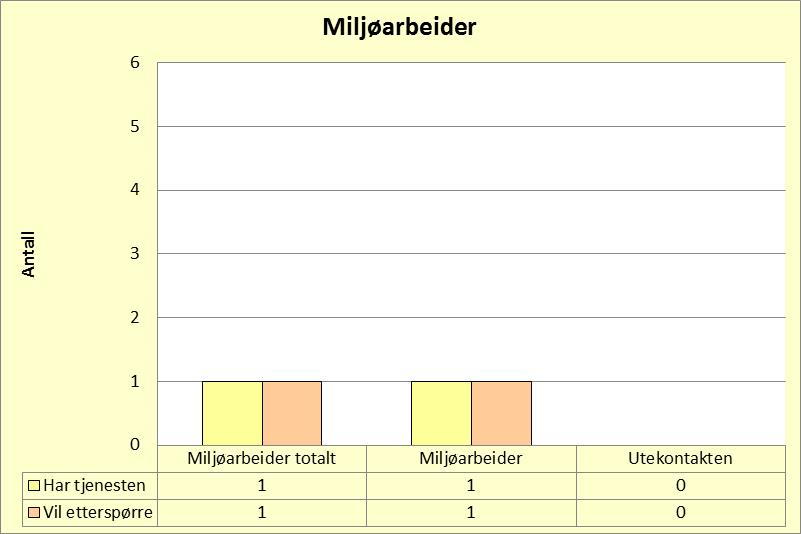 Miljøarbeider
6
5
4
3
2
1
0
Antall
Miljøarbeider totalt Miljøarbeider Utekontakten
Har tjenesten 1 1 0
Vil etterspørre 1 1 0